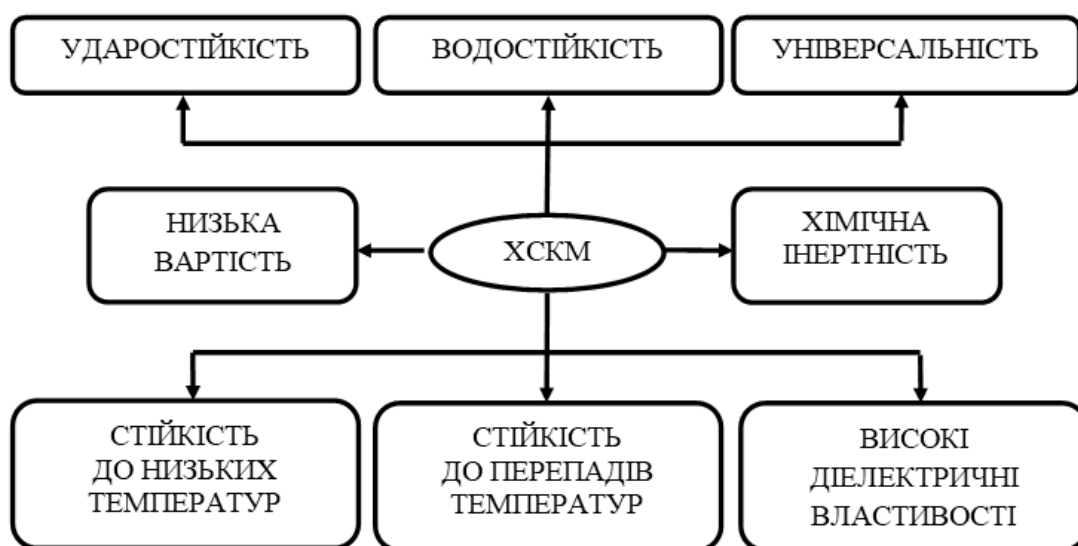 УДАРОСТІЙКІСТЬ
ВОДОСТІЙКІСТЬ
УНІВЕРСАЛЬНІСТЬ
НИЗЬКА
ВАРТІСТЬ
ХСКМ
ХІМІЧНА
ІНЕРТНІСТЬ
СТІЙКІСТЬ
ДО НИЗЬКИХ
ТЕМПЕРАТУР
СТІЙКІСТЬ
ДО ПЕРЕПАДІВ
ТЕМПЕРАТУР
ВИСОКІ
ДІЕЛЕКТРИЧНІ
ВЛАСТИВОСТІ